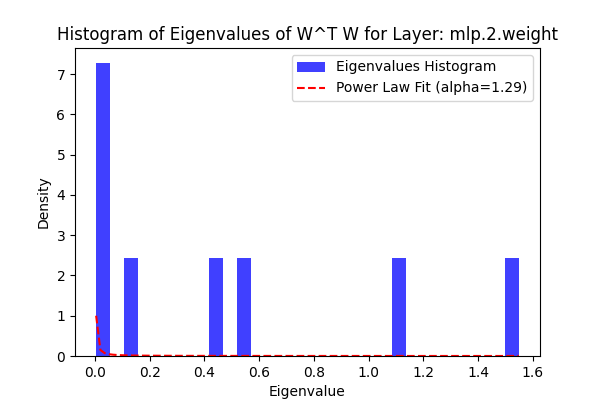 Histogram of Eigenvalues of W^T W for Layer: mlp.2.weight
Eigenvalues Histogram
Power Law Fit (alpha=1.29)
Density
7
6
5
4
3
2
1
0
0.0 0.2 0.4 0.6 0.8 1.0 1.2 1.4 1.6
Eigenvalue